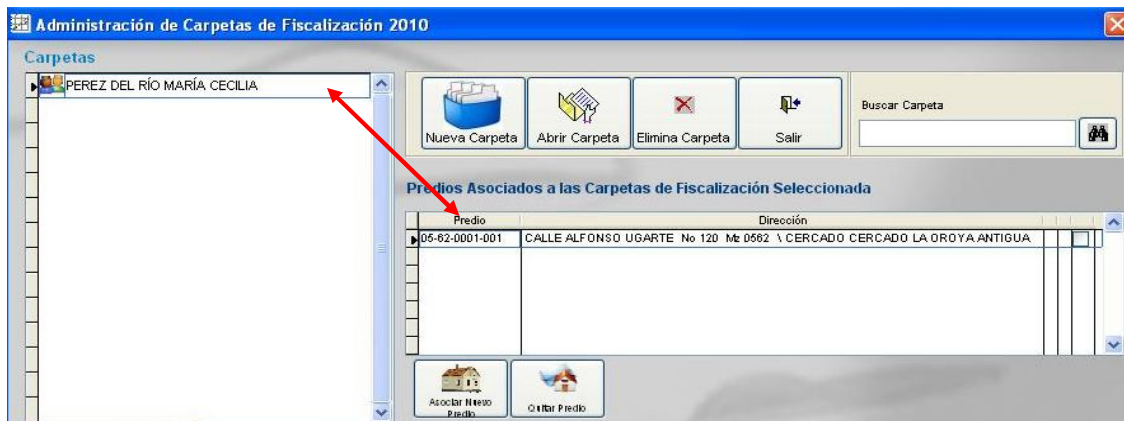 Administración de Carpetas de Fiscalización 2010
Carpetas
PEREZ DEL RÍO MARÍA CECILIA
Nueva Carpeta
Abrir Carpeta
Elimina Carpeta
Salir
Buscar Carpeta
Predios Asociados a las Carpetas de Fiscalización Seleccionada
Predio Dirección
05-62-0001-001 CALLE ALFONSO UGARTE No 120 Mz 0562 \ CERCADO CERCADO LA OROYA ANTIGUA
Asociar Nuevo
Predio
Quitar Predio